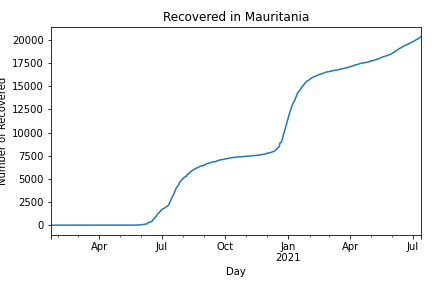 Recovered in Mauritania
Number of Recovered
20000
17500
15000
12500
10000
7500
5000
2500
0
Apr Jul Oct Jan Apr Jul
2021
Day